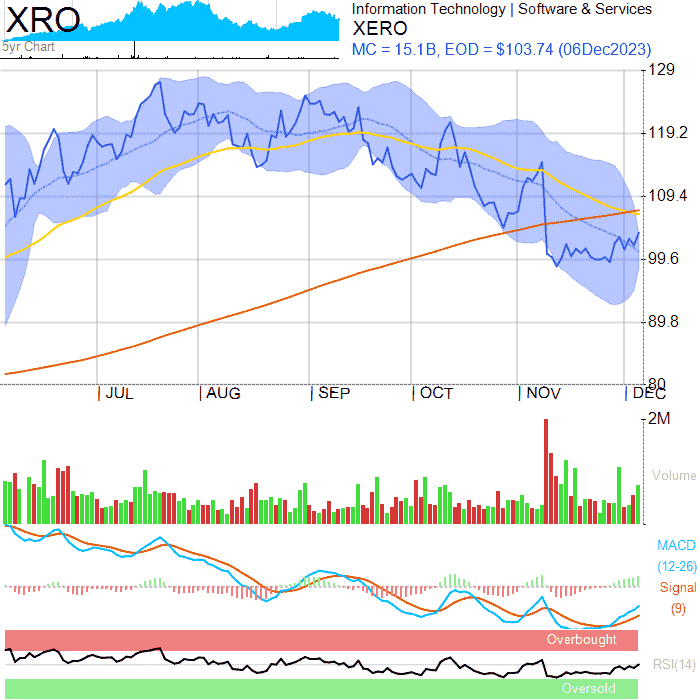 XRO
5yr Chart
Information Technology | Software & Services
XERO
MC = 15.1B, EOD = $103.74 (06Dec2023)
129
119.2
109.4
99.6
89.8
80
JUL AUG SEP OCT NOV DEC
2M
Volume
MACD
(12-26)
Signal
(9)
Overbought
RSI(14)
Oversold